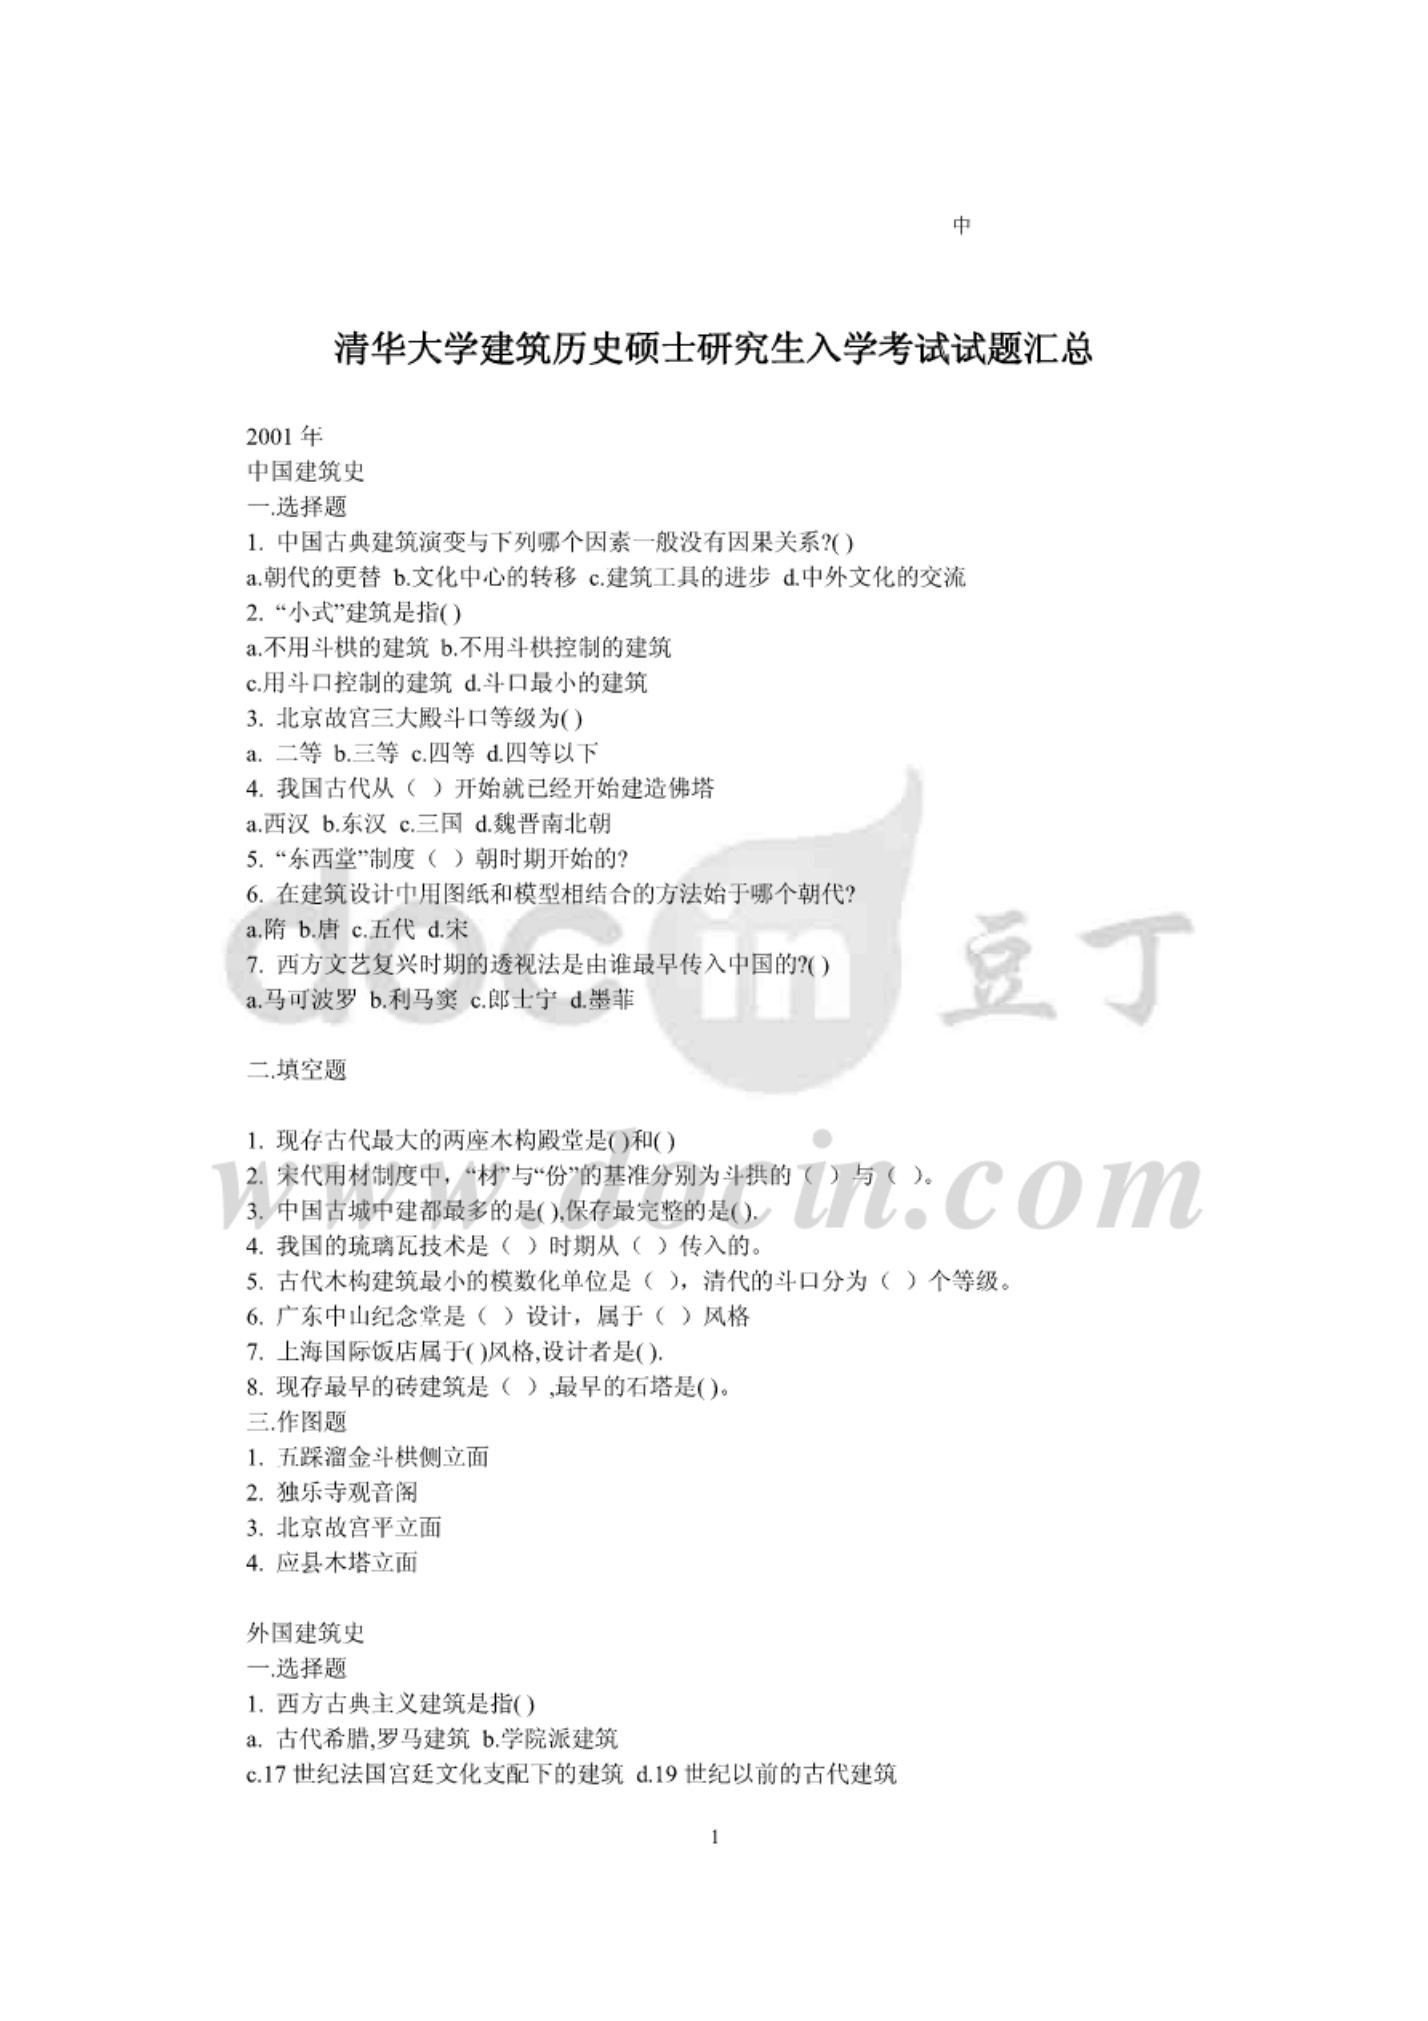 中
清华大学建筑历史硕士研究生入学考试试题汇总
2001 年
中国建筑史
一.选择题
1. 中国古典建筑演变与下列哪个因素一般没有因果关系?( )
a.朝代的更替 b.文化中心的转移 c.建筑工具的进步 d.中外文化的交流
2. “小式”建筑是指( )
a.不用斗栱的建筑 b.不用斗栱控制的建筑
c.用斗口控制的建筑 d.斗口最小的建筑
3. 北京故宫三大殿斗口等级为( )
a. 二等 b.三等 c.四等 d.四等以下
4. 我国古代从（ ）开始就已经开始建造佛塔
a.西汉 b.东汉 c.三国 d.魏晋南北朝
5. “东西堂”制度（ ）朝时期开始的?
6. 在建筑设计中用图纸和模型相结合的方法始于哪个朝代?
a.隋 b.唐 c.五代 d.宋
7. 西方文艺复兴时期的透视法是由谁最早传入中国的?( )
a.马可波罗 b.利马窦 c.郎士宁 d.墨菲
doc in 豆丁
二.填空题
1. 现存古代最大的两座木构殿堂是( )和( )
www.docin.com
2. 宋代用材制度中，“材”与“份”的基准分别为斗拱的（ ）与（ ）。
3. 中国古城中建都最多的是( ),保存最完整的是( ).
4. 我国的琉璃瓦技术是（ ）时期从（ ）传入的。
5. 古代木构建筑最小的模数化单位是（ ），清代的斗口分为（ ）个等级。
6. 广东中山纪念堂是（ ）设计，属于（ ）风格
7. 上海国际饭店属于( )风格,设计者是( ).
8. 现存最早的砖建筑是（ ）,最早的石塔是( )。
三.作图题
1. 五踩溜金斗栱侧立面
2. 独乐寺观音阁
3. 北京故宫平立面
4. 应县木塔立面
外国建筑史
一.选择题
1. 西方古典主义建筑是指( )
a. 古代希腊,罗马建筑 b.学院派建筑
c.17 世纪法国宫廷文化支配下的建筑 d.19 世纪以前的古代建筑
1